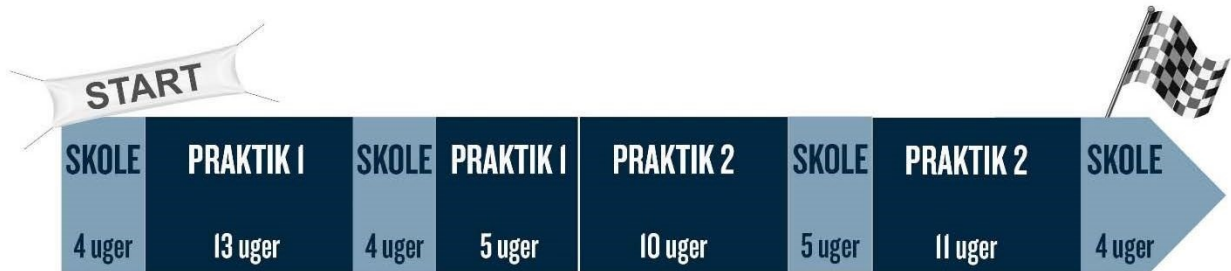 START
SKOLE PRAKTIK 1 SKOLE PRAKTIK 1 PRAKTIK 2 SKOLE PRAKTIK 2 SKOLE
4 uger 13 uger 4 uger 5 uger 10 uger 5 uger 11 uger 4 uger